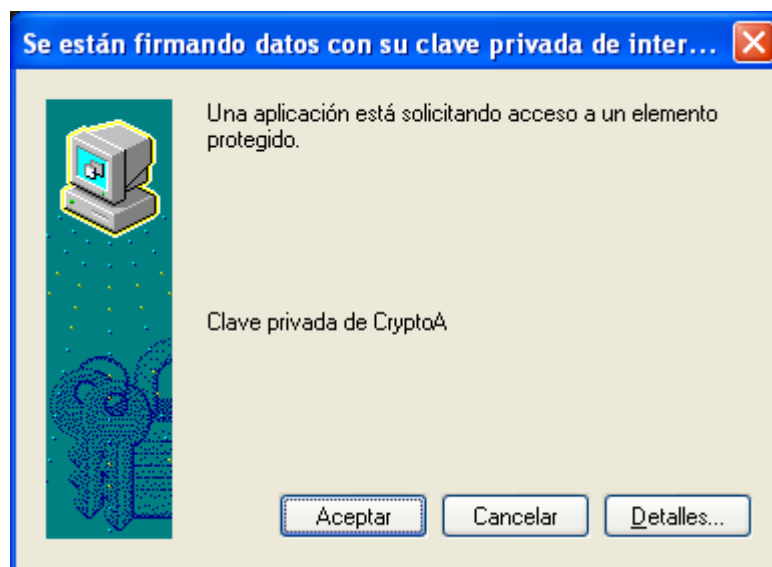 Se están firmando datos con su clave privada de inter...
Una aplicación está solicitando acceso a un elemento
protegido.
Clave privada de CryptoA
Aceptar
Cancelar
Detalles...